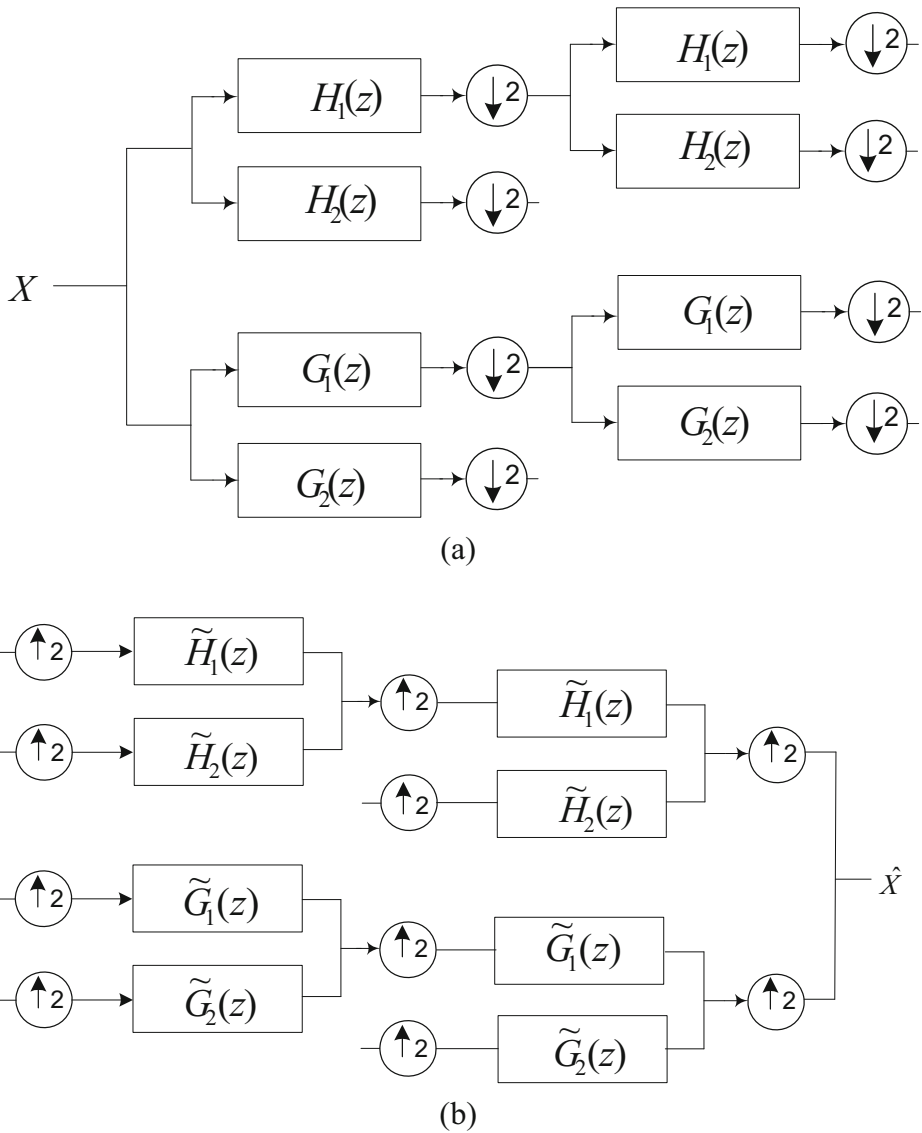 H₁(z) ↓2 H₁(z) ↓2
H₂(z) ↓2
H₂(z) ↓2
X
G₁(z) ↓2
G₁(z) ↓2
G₂(z) ↓2
G₂(z) ↓2
(a)
↑2 H̃₁(z)
↑2 H̃₁(z)
↑2 H̃₂(z) ↑2
↑2 H̃₂(z)
X̂
↑2 G̃₁(z)
↑2 G̃₁(z)
↑2 G̃₂(z) ↑2
↑2 G̃₂(z)
(b)